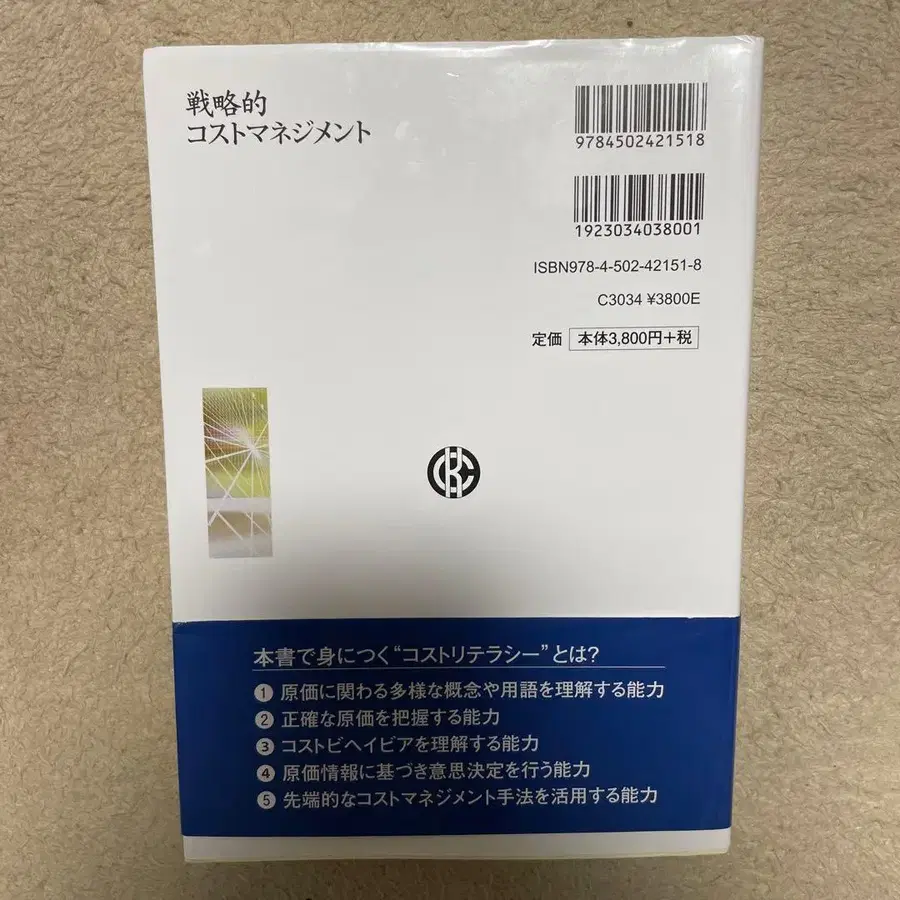 戦略的
コストマネジメント
9784502421518
1923034038001
ISBN978-4-502-42151-8
C3034 ¥3800E
定価 本体3,800円+税
本書で身につく“コストリテラシー”とは?
① 原価に関わる多様な概念や用語を理解する能力
② 正確な原価を把握する能力
③ コストビヘイビアを理解する能力
④ 原価情報に基づき意思決定を行う能力
⑤ 先端的なコストマネジメント手法を活用する能力